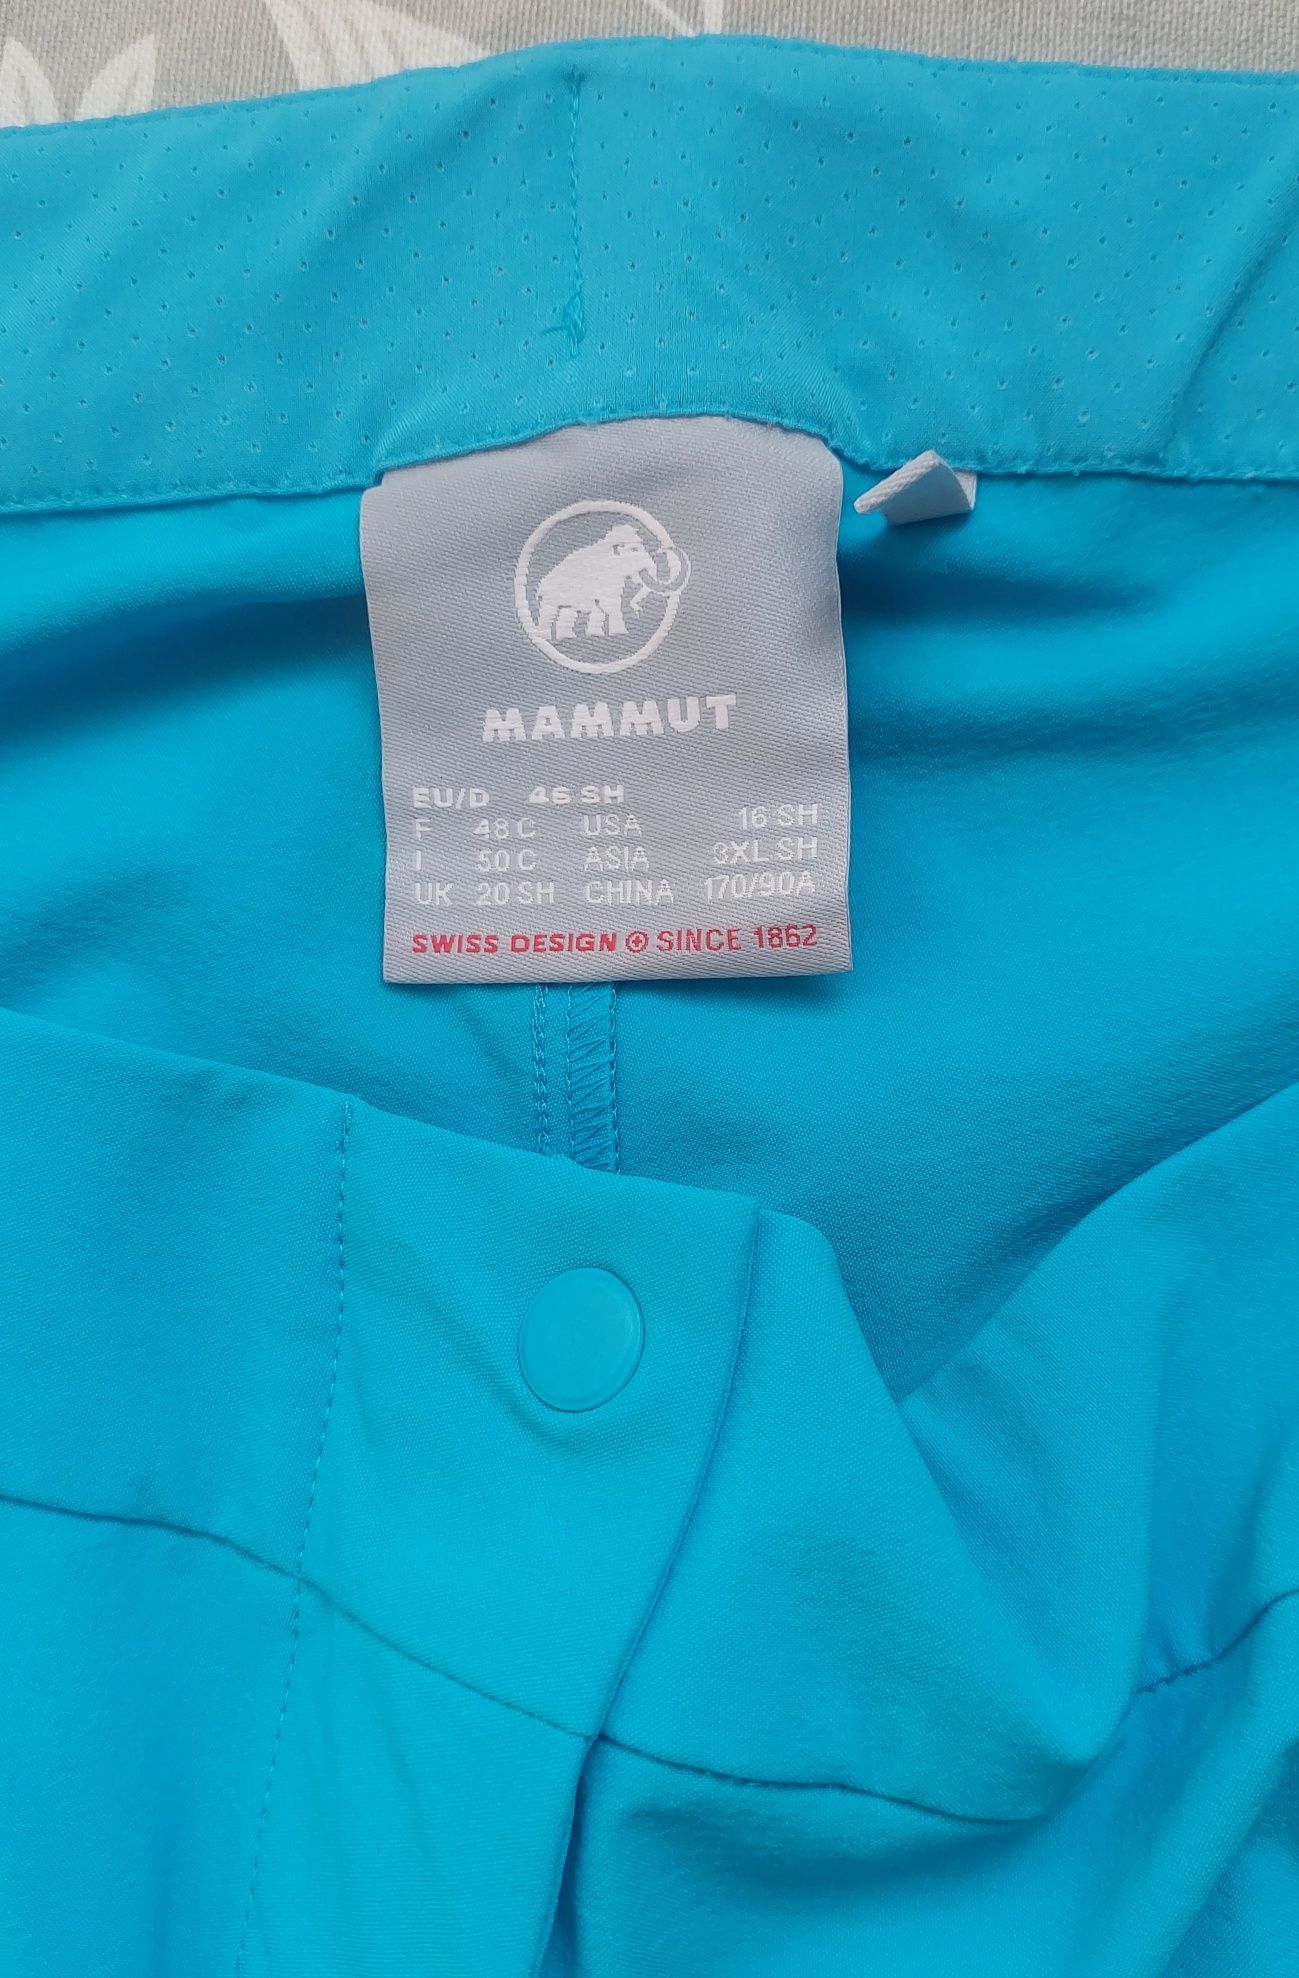 MAMMUT
EU/D 46 SH
F 48 C USA 16 SH
I 50 C ASIA 3XL SH
UK 20 SH CHINA 170/90A
SWISS DESIGN SINCE 1862